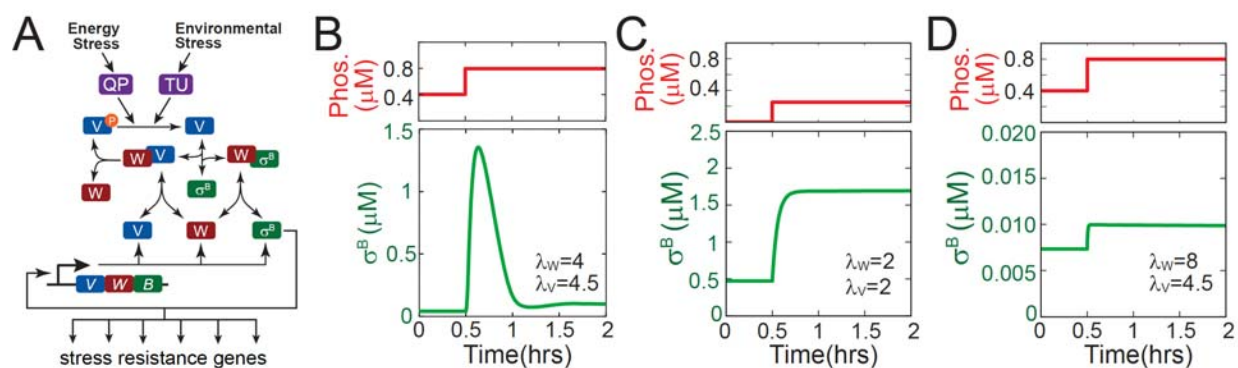 A
Energy Stress
Environmental Stress
QP
TU
V P
V
W V
W σᴮ
W
σᴮ
V
W
σᴮ
V W B
stress resistance genes
B
Phos. (μM)
0.8
0.4
σᴮ (μM)
1.5
1
0.5
0
λW=4
λV=4.5
0 0.5 1 1.5 2
Time(hrs)
C
Phos. (μM)
0.8
0.4
σᴮ (μM)
2.5
2.0
1.5
1.0
0.5
0
λW=2
λV=2
0 0.5 1 1.5 2
Time(hrs)
D
Phos. (μM)
0.8
0.4
σᴮ (μM)
0.020
0.015
0.010
0.005
0
λW=8
λV=4.5
0 0.5 1 1.5 2
Time(hrs)